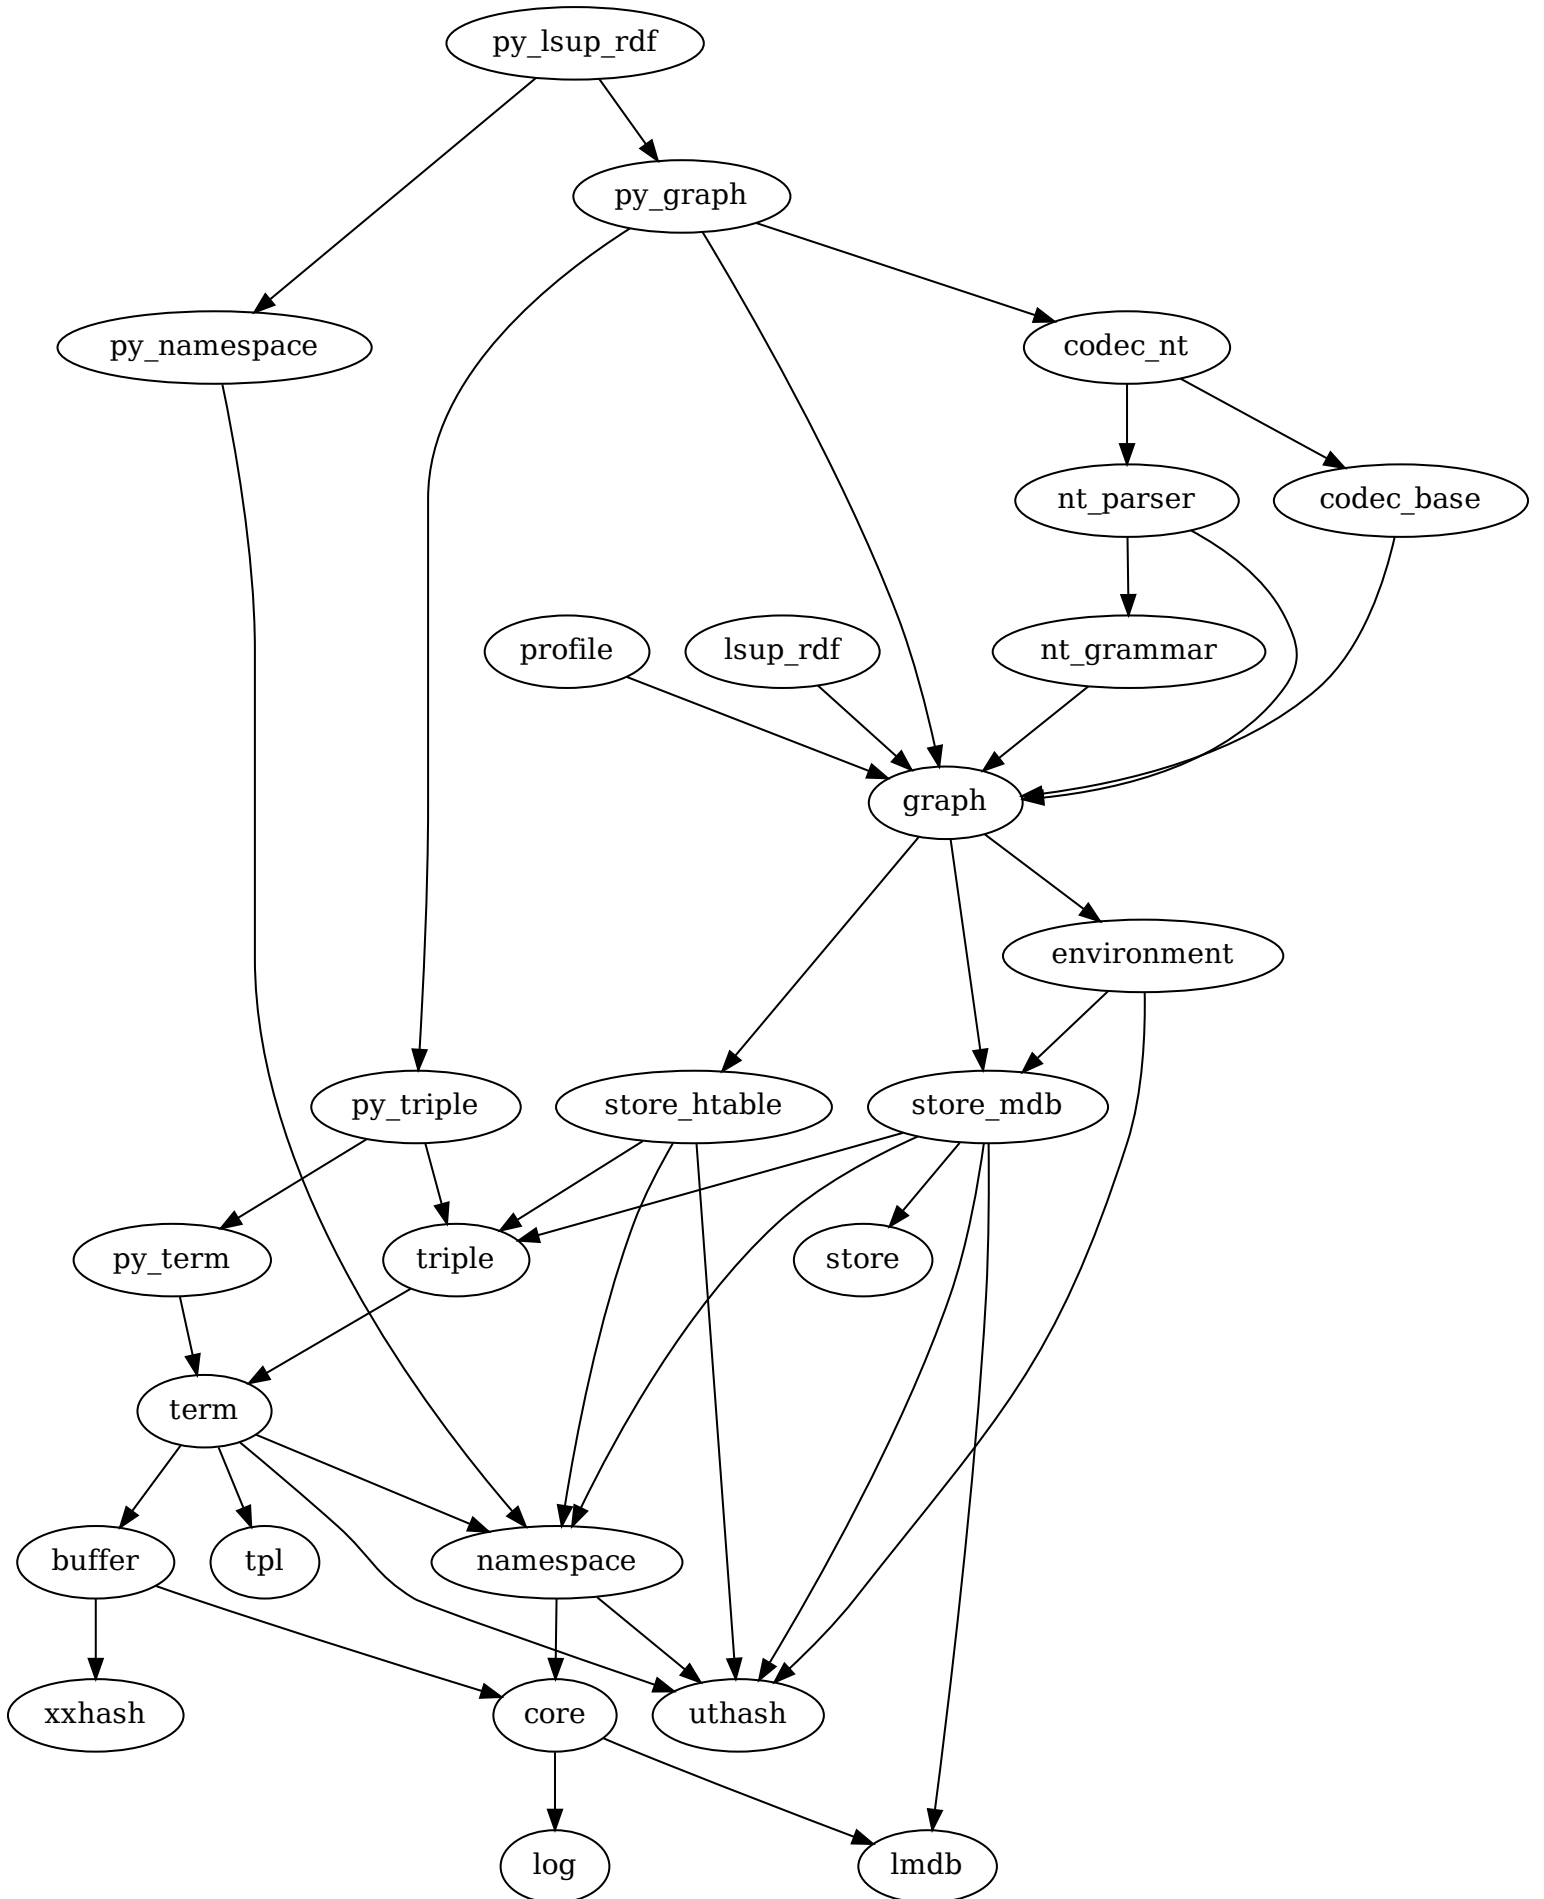 py_lsup_rdf
py_graph
py_namespace
codec_nt
nt_parser
codec_base
profile
lsup_rdf
nt_grammar
graph
environment
py_triple
store_htable
store_mdb
py_term
triple
store
term
buffer
tpl
namespace
xxhash
core
uthash
log
lmdb